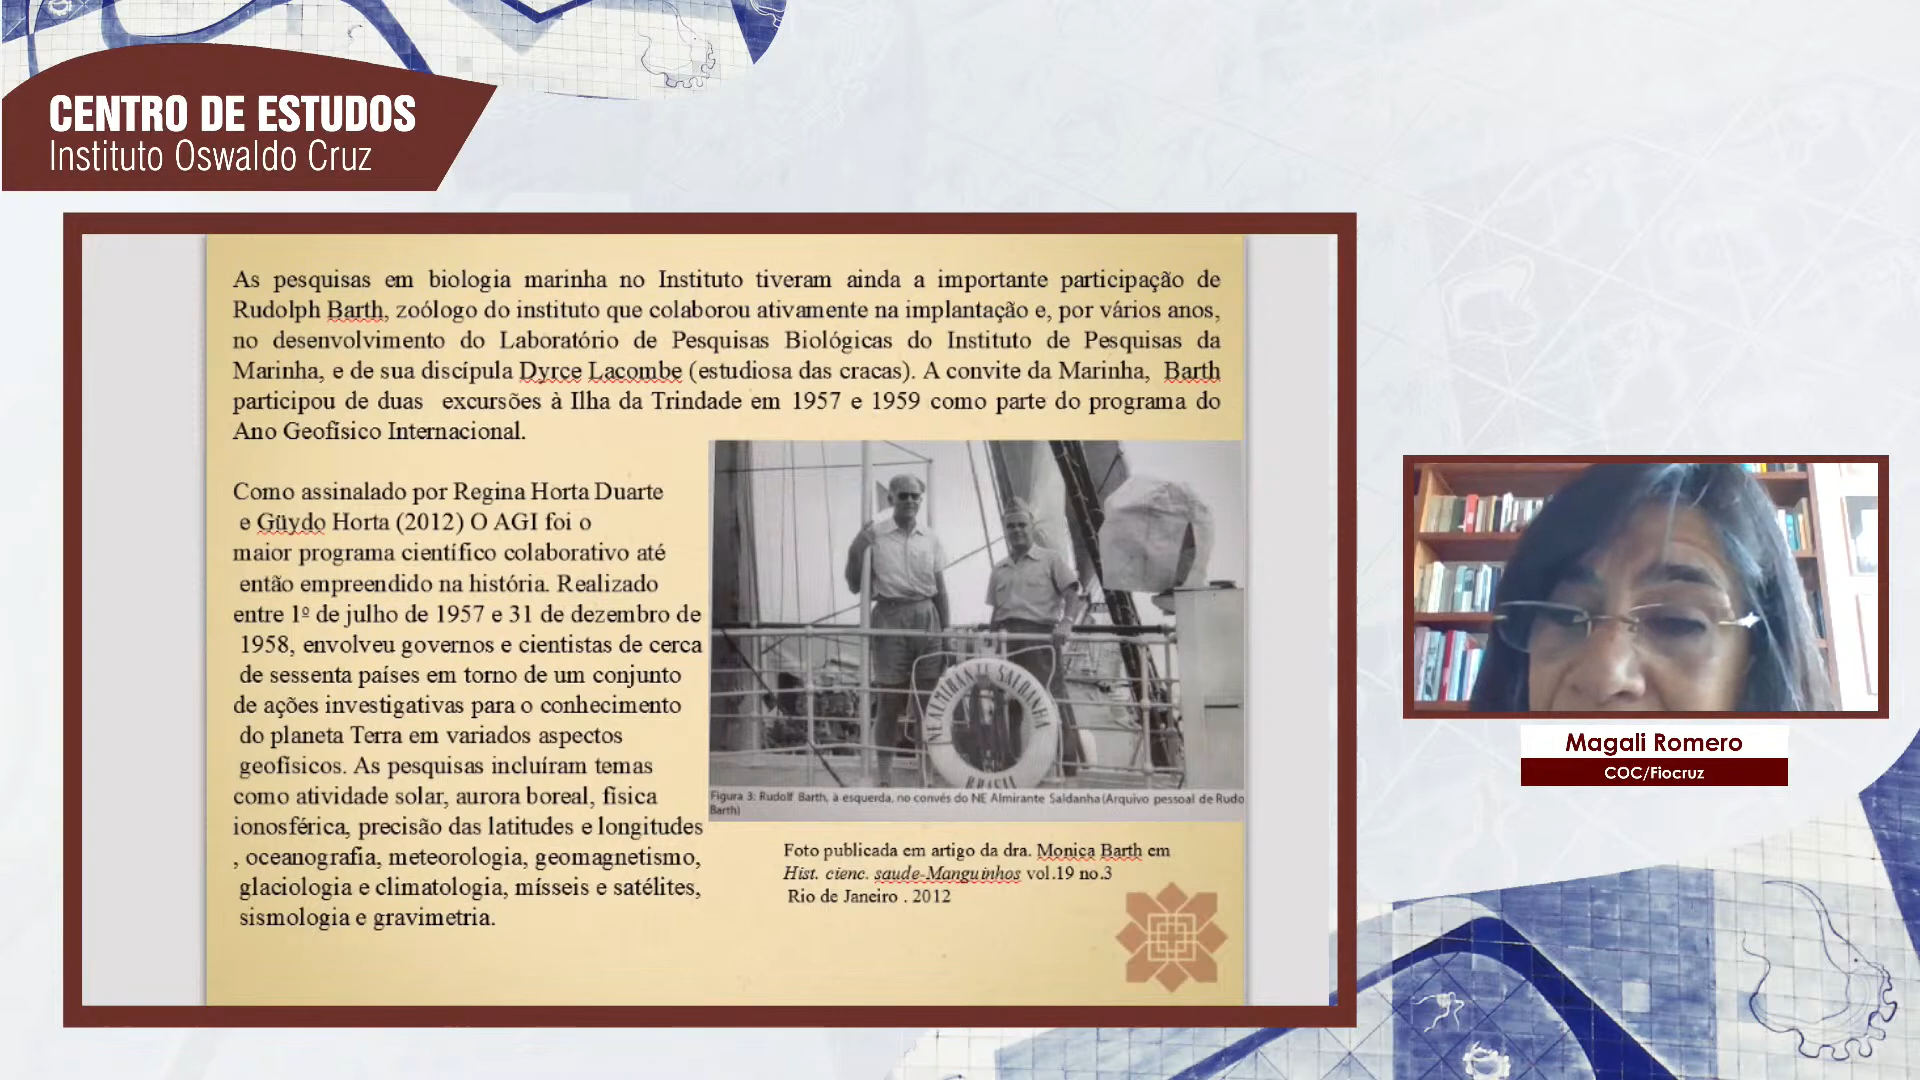 CENTRO DE ESTUDOS
Instituto Oswaldo Cruz
As pesquisas em biologia marinha no Instituto tiveram ainda a importante participação de
Rudolph Barth, zoólogo do instituto que colaborou ativamente na implantação e, por vários anos,
no desenvolvimento do Laboratório de Pesquisas Biológicas do Instituto de Pesquisas da
Marinha, e de sua discípula Dyrce Lacombe (estudiosa das cracas). A convite da Marinha, Barth
participou de duas excursões à Ilha da Trindade em 1957 e 1959 como parte do programa do
Ano Geofísico Internacional.
Como assinalado por Regina Horta Duarte
e Güydo Horta (2012) O AGI foi o
maior programa científico colaborativo até
então empreendido na história. Realizado
entre 1º de julho de 1957 e 31 de dezembro de
1958, envolveu governos e cientistas de cerca
de sessenta países em torno de um conjunto
de ações investigativas para o conhecimento
do planeta Terra em variados aspectos
geofísicos. As pesquisas incluíram temas
como atividade solar, aurora boreal, física
ionosférica, precisão das latitudes e longitudes
, oceanografia, meteorologia, geomagnetismo,
glaciologia e climatologia, mísseis e satélites,
sismologia e gravimetria.
NE ALMIRANTE SALDANHA
BRASIL
Figura 3: Rudolf Barth, à esquerda, no convés do NE Almirante Saldanha (Arquivo pessoal de Rudo
Barth)
Foto publicada em artigo da dra. Monica Barth em
Hist. cienc. saude-Manguinhos vol.19 no.3
Rio de Janeiro . 2012
Magali Romero
COC/Fiocruz